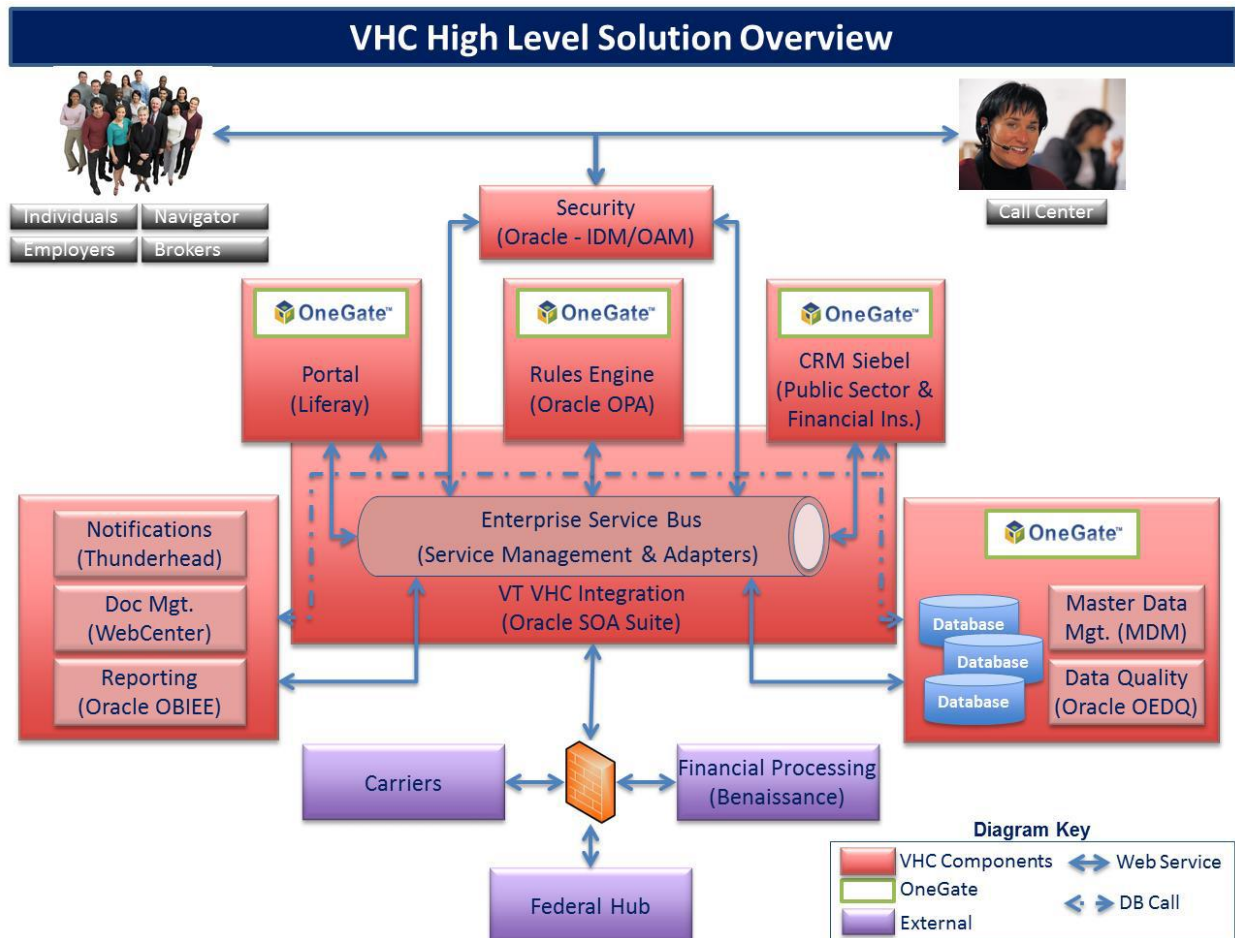 VHC High Level Solution Overview
Individuals
Navigator
Employers
Brokers
Call Center
Security
(Oracle - IDM/OAM)
OneGate™
Portal
(Liferay)
OneGate™
Rules Engine
(Oracle OPA)
OneGate™
CRM Siebel
(Public Sector &
Financial Ins.)
Enterprise Service Bus
(Service Management & Adapters)
VT VHC Integration
(Oracle SOA Suite)
Notifications
(Thunderhead)
Doc Mgt.
(WebCenter)
Reporting
(Oracle OBIEE)
OneGate™
Database
Database
Database
Master Data
Mgt. (MDM)
Data Quality
(Oracle OEDQ)
Carriers
Financial Processing
(Benaissance)
Federal Hub
Diagram Key
VHC Components
Web Service
OneGate
DB Call
External